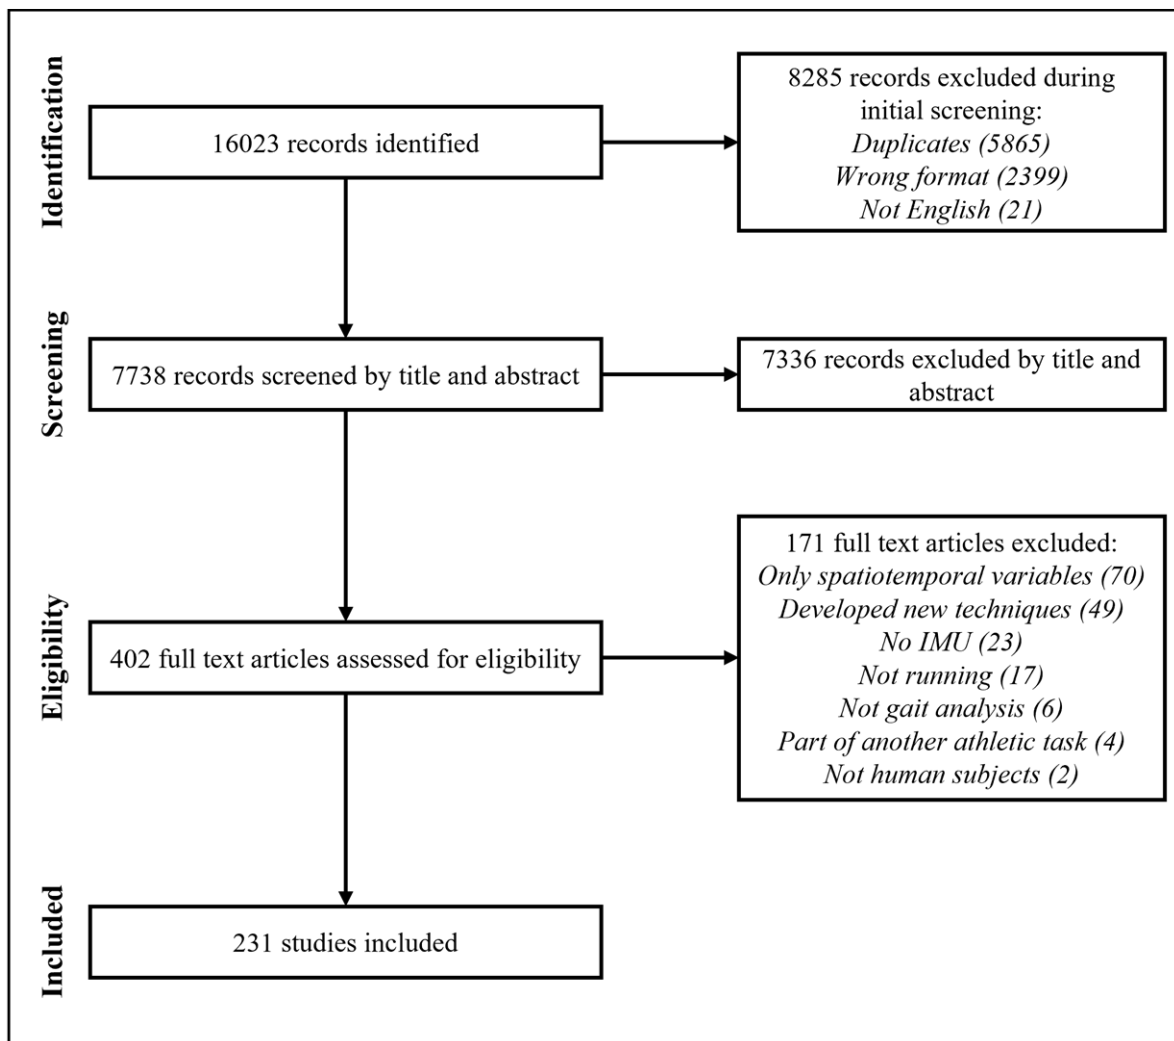 Identification
16023 records identified
8285 records excluded during
initial screening:
Duplicates (5865)
Wrong format (2399)
Not English (21)
Screening
7738 records screened by title and abstract
7336 records excluded by title and
abstract
Eligibility
402 full text articles assessed for eligibility
171 full text articles excluded:
Only spatiotemporal variables (70)
Developed new techniques (49)
No IMU (23)
Not running (17)
Not gait analysis (6)
Part of another athletic task (4)
Not human subjects (2)
Included
231 studies included